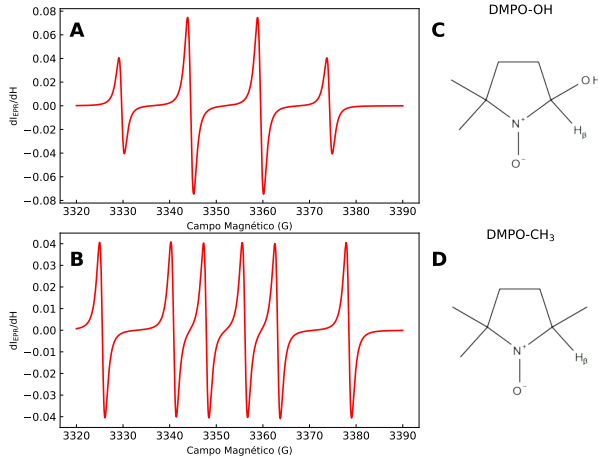 A
0.08
0.06
0.04
0.02
0.00
−0.02
−0.04
−0.06
−0.08
dI_EPR/dH
3320 3330 3340 3350 3360 3370 3380 3390
Campo Magnético (G)
C
DMPO-OH
OH
N+
Hβ
O−
B
0.04
0.03
0.02
0.01
0.00
−0.01
−0.02
−0.03
−0.04
dI_EPR/dH
3320 3330 3340 3350 3360 3370 3380 3390
Campo Magnético (G)
DMPO-CH₃
D
N+
Hβ
O−